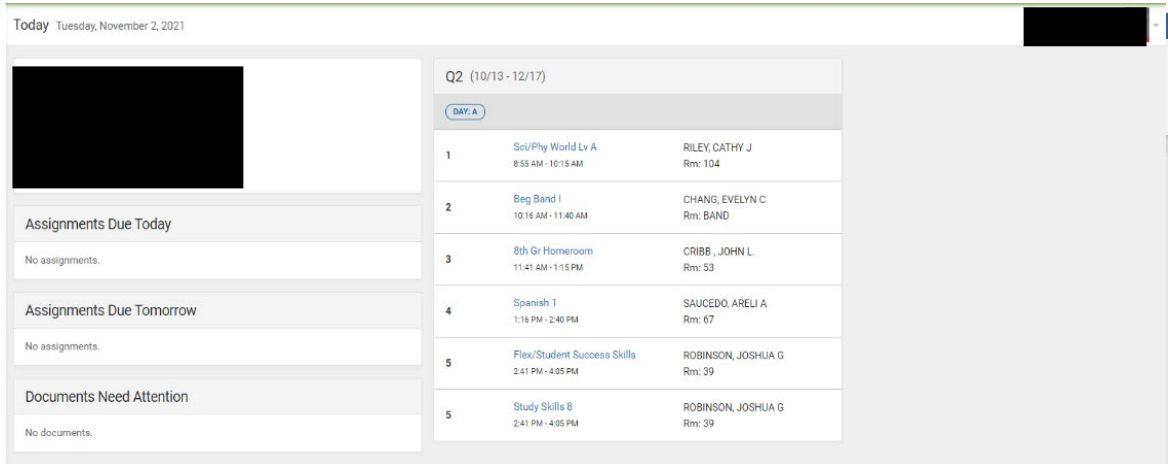 Today Tuesday, November 2, 2021
Assignments Due Today
No assignments.
Assignments Due Tomorrow
No assignments.
Documents Need Attention
No documents.
Q2 (10/13 - 12/17)
DAY: A
1 Sci/Phy World Lv A RILEY, CATHY J
8:55 AM - 10:15 AM Rm: 104
2 Beg Band I CHANG, EVELYN C
10:16 AM - 11:40 AM Rm: BAND
3 8th Gr Homeroom CRIBB , JOHN L.
11:41 AM - 1:15 PM Rm: 53
4 Spanish 1 SAUCEDO, ARELI A
1:16 PM - 2:40 PM Rm: 67
5 Flex/Student Success Skills ROBINSON, JOSHUA G
2:41 PM - 4:05 PM Rm: 39
5 Study Skills 8 ROBINSON, JOSHUA G
2:41 PM - 4:05 PM Rm: 39